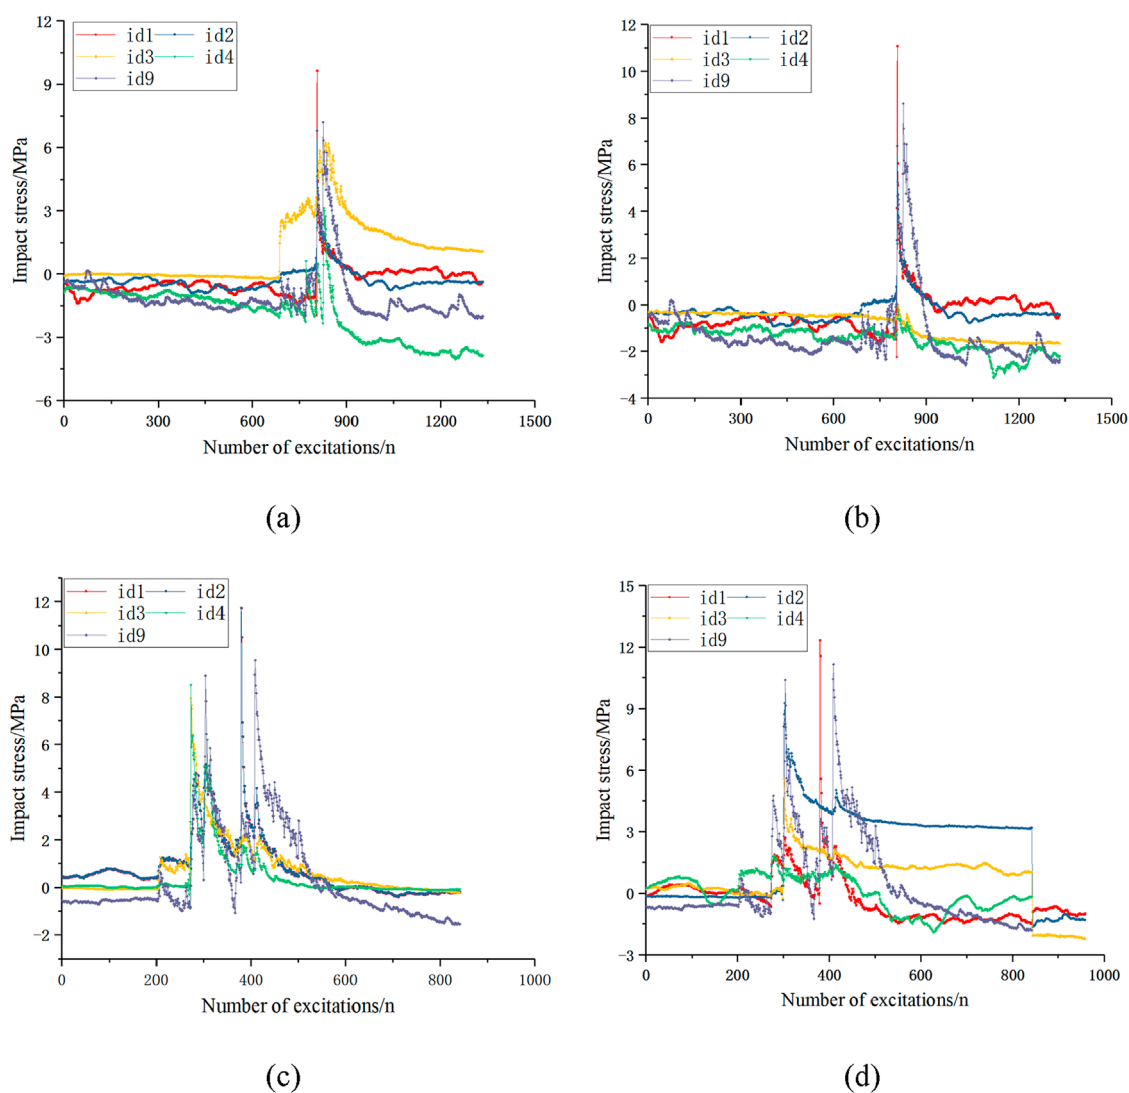 12
9
6
3
0
−3
−6
Impact stress/MPa
id1 id2
id3 id4
id9
0 300 600 900 1200 1500
Number of excitations/n
(a)
12
10
8
6
4
2
0
−2
−4
Impact stress/MPa
id1 id2
id3 id4
id9
0 300 600 900 1200 1500
Number of excitations/n
(b)
12
10
8
6
4
2
0
−2
Impact stress/MPa
id1 id2
id3 id4
id9
0 200 400 600 800 1000
Number of excitations/n
(c)
15
12
9
6
3
0
−3
Impact stress/MPa
id1 id2
id3 id4
id9
0 200 400 600 800 1000
Number of excitations/n
(d)